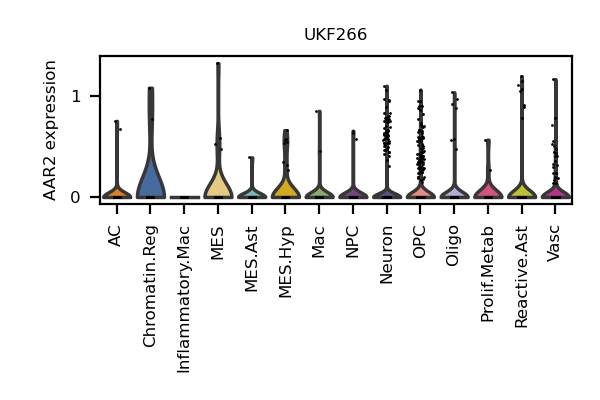 UKF266
AAR2 expression
1
0
AC
Chromatin.Reg
Inflammatory.Mac
MES
MES.Ast
MES.Hyp
Mac
NPC
Neuron
OPC
Oligo
Prolif.Metab
Reactive.Ast
Vasc